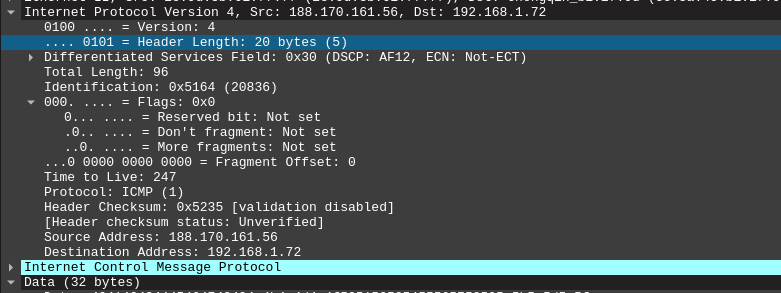 Internet Protocol Version 4, Src: 188.170.161.56, Dst: 192.168.1.72
0100 .... = Version: 4
.... 0101 = Header Length: 20 bytes (5)
Differentiated Services Field: 0x30 (DSCP: AF12, ECN: Not-ECT)
Total Length: 96
Identification: 0x5164 (20836)
000. .... = Flags: 0x0
0... .... = Reserved bit: Not set
.0.. .... = Don't fragment: Not set
..0. .... = More fragments: Not set
...0 0000 0000 0000 = Fragment Offset: 0
Time to Live: 247
Protocol: ICMP (1)
Header Checksum: 0x5235 [validation disabled]
[Header checksum status: Unverified]
Source Address: 188.170.161.56
Destination Address: 192.168.1.72
Internet Control Message Protocol
Data (32 bytes)